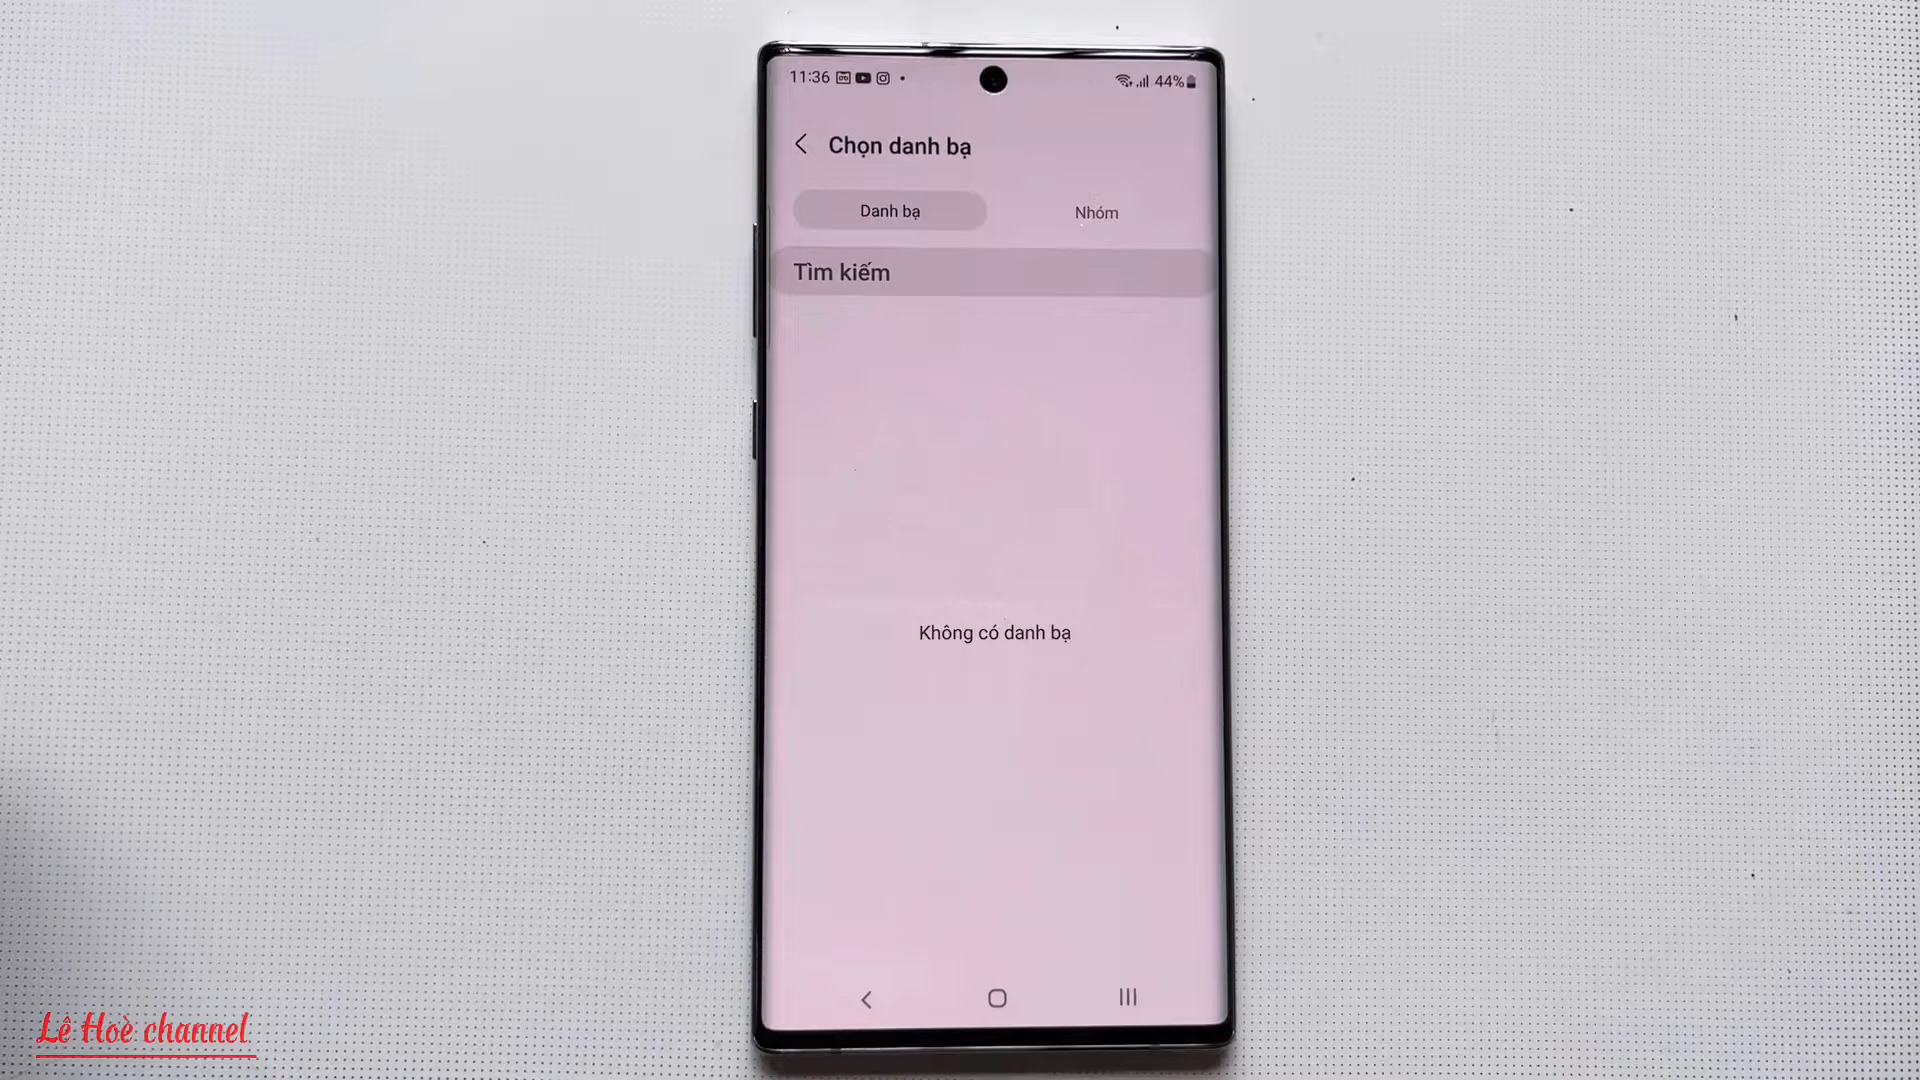 11:36
44%
Chọn danh bạ
Danh bạ
Nhóm
Tìm kiếm
Không có danh bạ
Lê Hoè channel